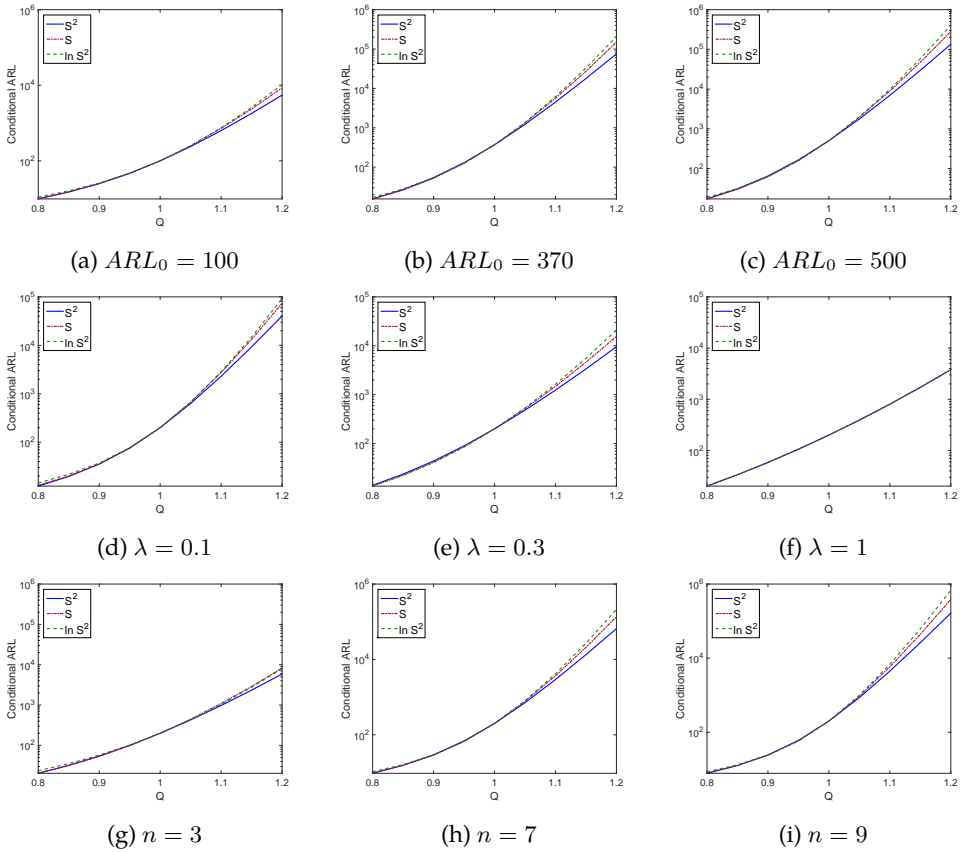 10^6
S^2
S
ln S^2
10^4
10^2
Conditional ARL
0.8 0.9 1 1.1 1.2
Q
(a) ARL_0 = 100
10^6
S^2
S
ln S^2
10^5
10^4
10^3
10^2
Conditional ARL
0.8 0.9 1 1.1 1.2
Q
(b) ARL_0 = 370
10^6
S^2
S
ln S^2
10^5
10^4
10^3
10^2
Conditional ARL
0.8 0.9 1 1.1 1.2
Q
(c) ARL_0 = 500
10^5
S^2
S
ln S^2
10^4
10^3
10^2
Conditional ARL
0.8 0.9 1 1.1 1.2
Q
(d) λ = 0.1
10^5
S^2
S
ln S^2
10^4
10^3
10^2
Conditional ARL
0.8 0.9 1 1.1 1.2
Q
(e) λ = 0.3
10^5
S^2
S
ln S^2
10^4
10^3
10^2
Conditional ARL
0.8 0.9 1 1.1 1.2
Q
(f) λ = 1
10^6
S^2
S
ln S^2
10^5
10^4
10^3
10^2
Conditional ARL
0.8 0.9 1 1.1 1.2
Q
(g) n = 3
10^6
S^2
S
ln S^2
10^5
10^4
10^3
10^2
Conditional ARL
0.8 0.9 1 1.1 1.2
Q
(h) n = 7
10^6
S^2
S
ln S^2
10^5
10^4
10^3
10^2
Conditional ARL
0.8 0.9 1 1.1 1.2
Q
(i) n = 9